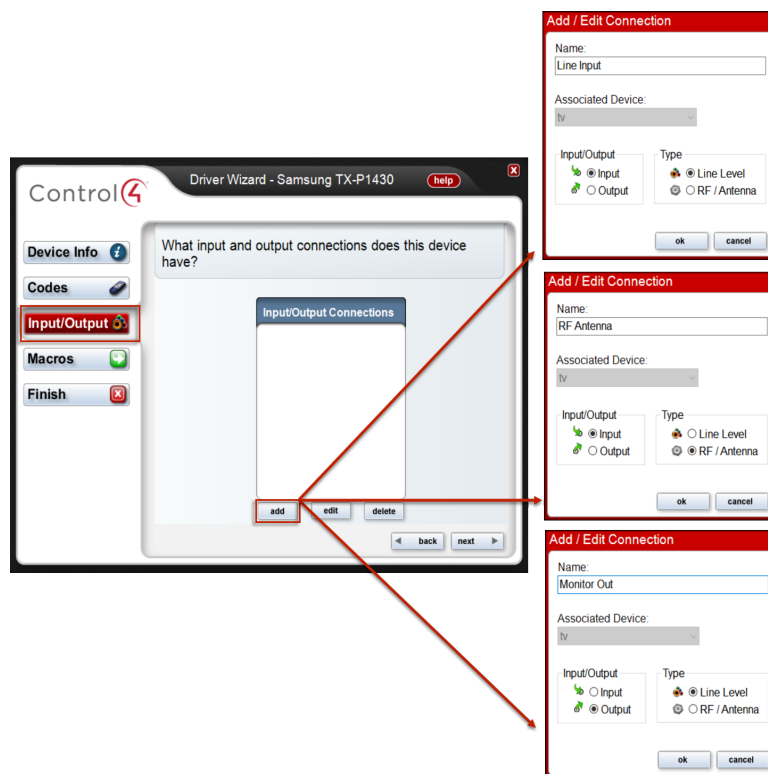 Control4
Driver Wizard - Samsung TX-P1430
help
x
Device Info
Codes
Input/Output
Macros
Finish
What input and output connections does this device
have?
Input/Output Connections
add
edit
delete
back
next
Add / Edit Connection
Name:
Line Input
Associated Device:
tv
Input/Output
Type
Input
Line Level
Output
RF / Antenna
ok
cancel
Add / Edit Connection
Name:
RF Antenna
Associated Device:
tv
Input/Output
Type
Input
Line Level
Output
RF / Antenna
ok
cancel
Add / Edit Connection
Name:
Monitor Out
Associated Device:
tv
Input/Output
Type
Input
Line Level
Output
RF / Antenna
ok
cancel